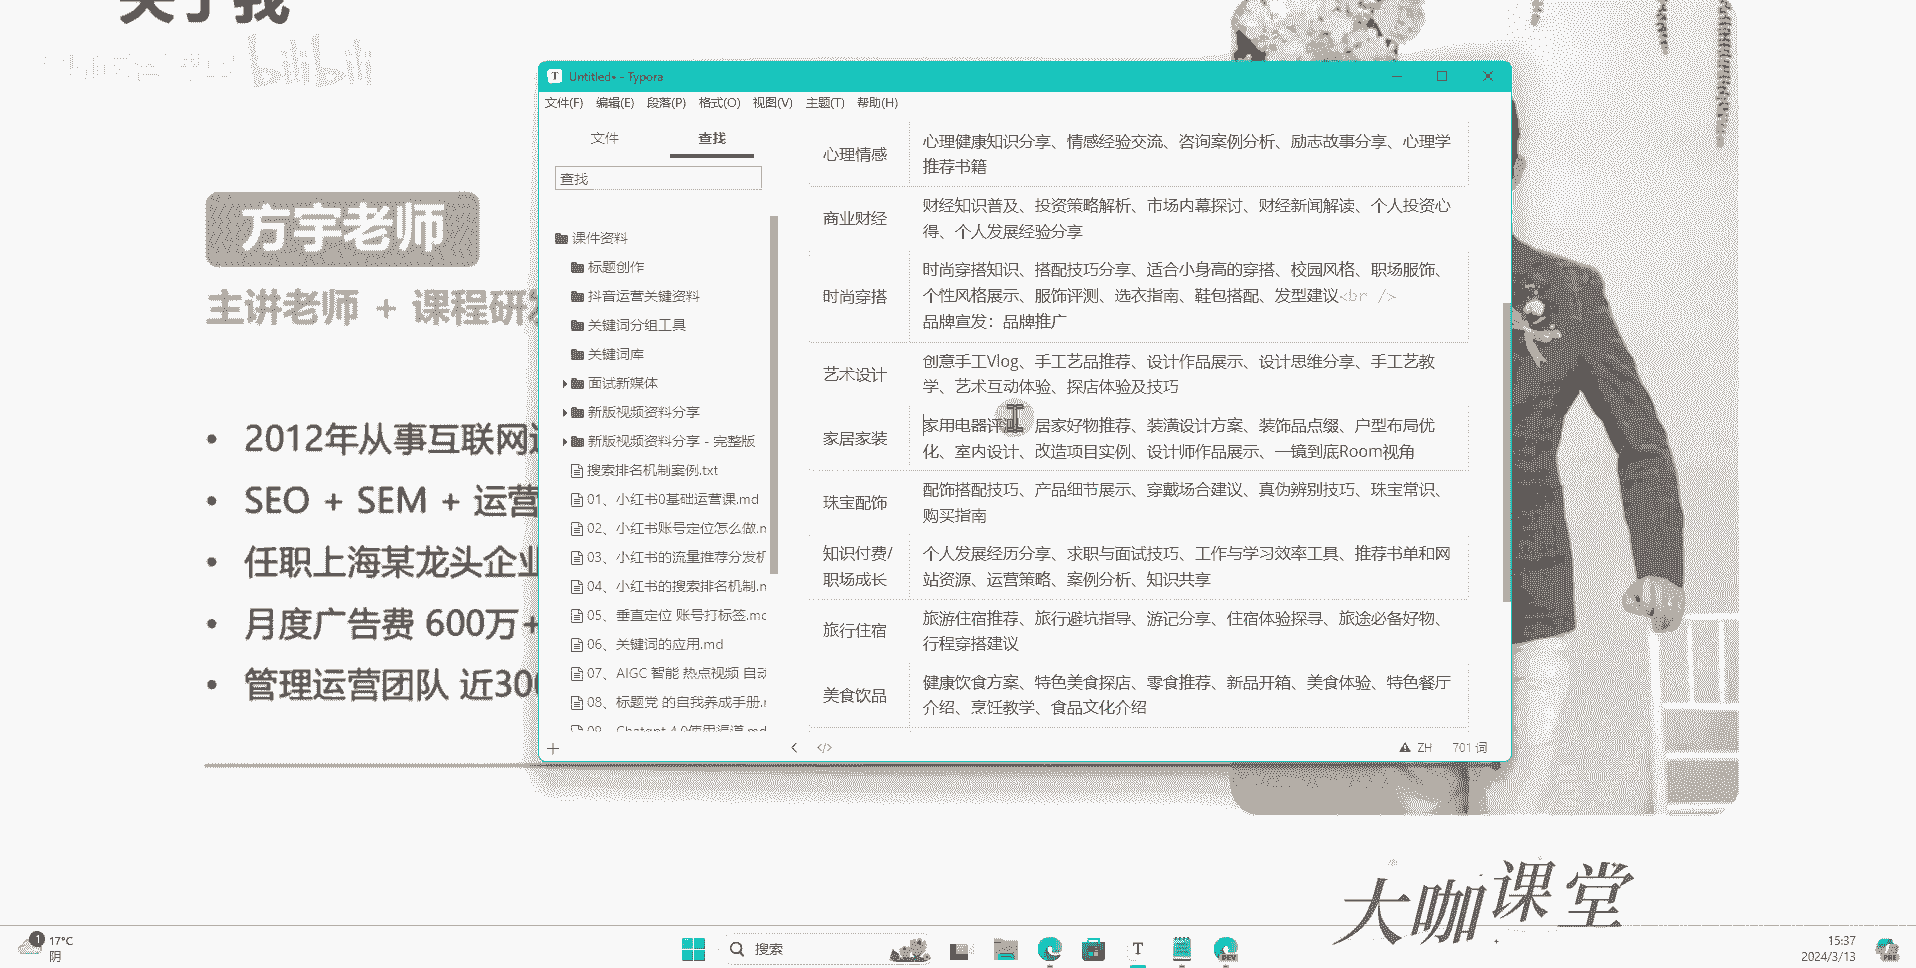 关于我
bilibili
方宇老师
主讲老师 + 课程研发
• 2012年从事互联网
• SEO + SEM + 运营
• 任职上海某龙头企业
• 月度广告费 600万+
• 管理运营团队 近300
Untitled• - Typora
文件(F) 编辑(E) 段落(P) 格式(O) 视图(V) 主题(T) 帮助(H)
文件 查找
查找
课件资料
标题创作
抖音运营关键资料
关键词分组工具
关键词库
面试新媒体
新版视频资料分享
新版视频资料分享 - 完整版
搜索排名机制案例.txt
01、小红书0基础运营课.md
02、小红书账号定位怎么做.m
03、小红书的流量推荐分发机
04、小红书的搜索排名机制.m
05、垂直定位 账号打标签.md
06、关键词的应用.md
07、AIGC 智能 热点视频 自动
08、标题党 的自我养成手册.m
09、Chatgpt 4.0使用渠道.md
心理情感
心理健康知识分享、情感经验交流、咨询案例分析、励志故事分享、心理学
推荐书籍
商业财经
财经知识普及、投资策略解析、市场内幕探讨、财经新闻解读、个人投资心
得、个人发展经验分享
时尚穿搭
时尚穿搭知识、搭配技巧分享、适合小身高的穿搭、校园风格、职场服饰、
个性风格展示、服饰评测、选衣指南、鞋包搭配、发型建议<br />
品牌宣发：品牌推广
艺术设计
创意手工Vlog、手工艺品推荐、设计作品展示、设计思维分享、手工艺教
学、艺术互动体验、探店体验及技巧
家居家装
家用电器评测、居家好物推荐、装潢设计方案、装饰品点缀、户型布局优
化、室内设计、改造项目实例、设计师作品展示、一镜到底Room视角
珠宝配饰
配饰搭配技巧、产品细节展示、穿戴场合建议、真伪辨别技巧、珠宝常识、
购买指南
知识付费/
职场成长
个人发展经历分享、求职与面试技巧、工作与学习效率工具、推荐书单和网
站资源、运营策略、案例分析、知识共享
旅行住宿
旅游住宿推荐、旅行避坑指导、游记分享、住宿体验探寻、旅途必备好物、
行程穿搭建议
美食饮品
健康饮食方案、特色美食探店、零食推荐、新品开箱、美食体验、特色餐厅
介绍、烹饪教学、食品文化介绍
ZH 701 词
大咖课堂
1 17°C
阴
搜索
T
DEV
15:37
2024/3/13
PRE